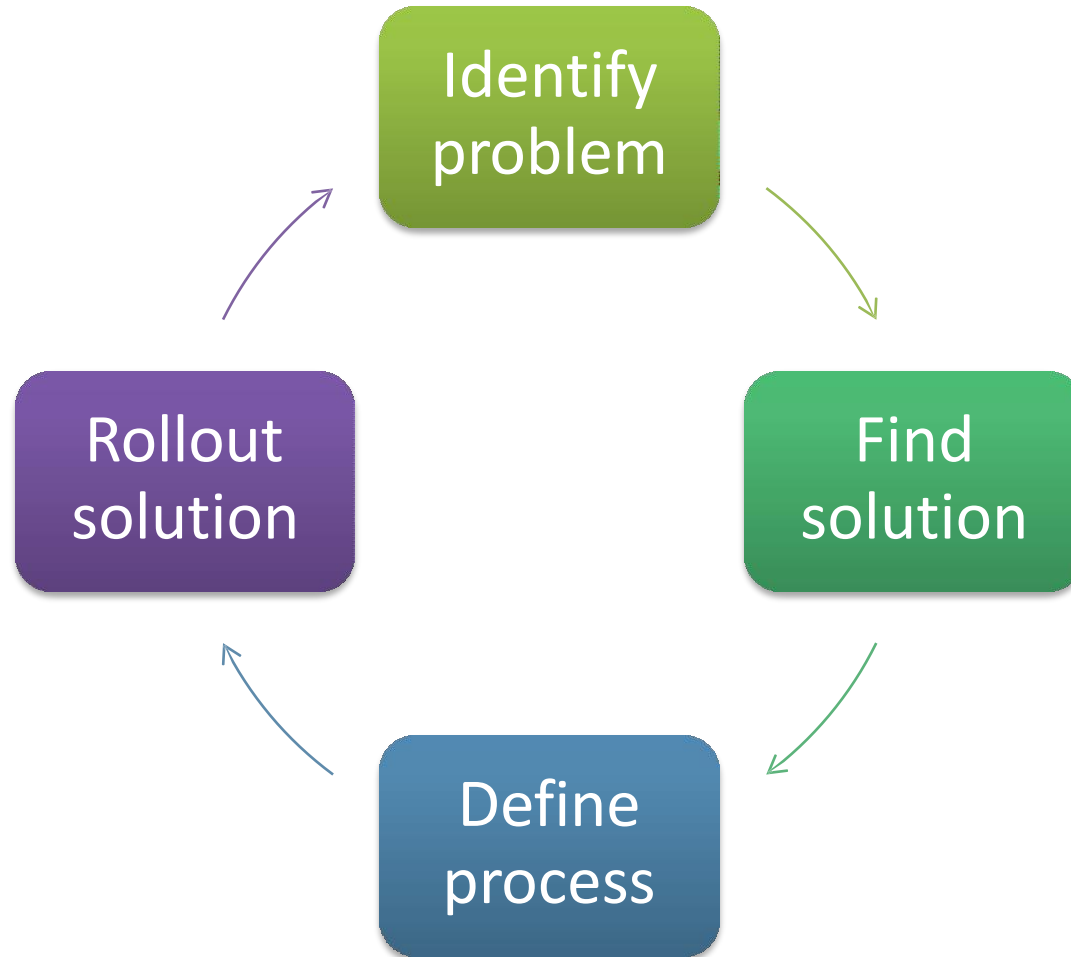 Identify
problem
Find
solution
Define
process
Rollout
solution